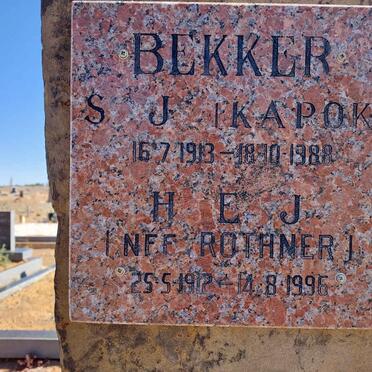 BEKKER
S J (KAPOK
16 7 1913 – 18 10 1988
H E J
(NEE ROTHNER)
25 5 1912 – 14 8 1996